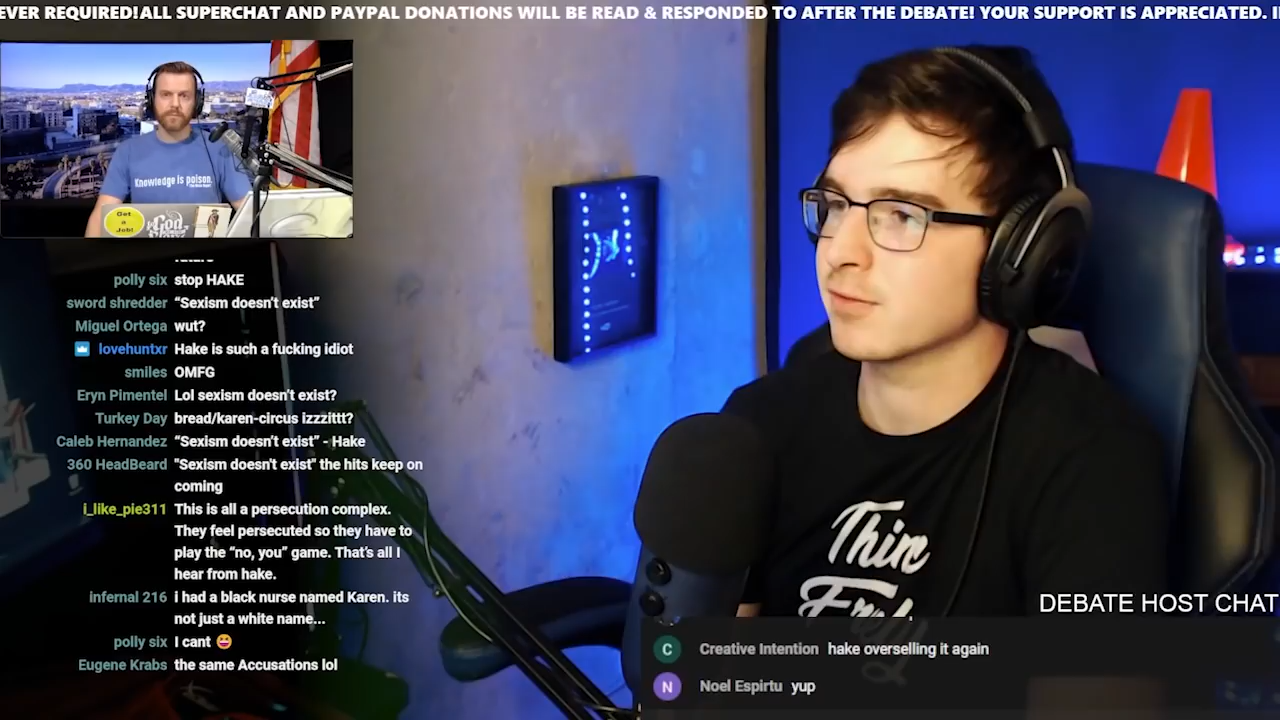 EVER REQUIRED!ALL SUPERCHAT AND PAYPAL DONATIONS WILL BE READ & RESPONDED TO AFTER THE DEBATE! YOUR SUPPORT IS APPRECIATED.
Knowledge is poison.
Get
a
Job!
God
polly six stop HAKE
sword shredder “Sexism doesn't exist”
Miguel Ortega wut?
lovehuntxr Hake is such a fucking idiot
smiles OMFG
Eryn Pimentel Lol sexism doesn't exist?
Turkey Day bread/karen-circus izzzittt?
Caleb Hernandez “Sexism doesn't exist” - Hake
360 HeadBeard "Sexism doesn't exist" the hits keep on
coming
i_like_pie311 This is all a persecution complex.
They feel persecuted so they have to
play the “no, you” game. That's all I
hear from hake.
infernal 216 i had a black nurse named Karen. its
not just a white name...
polly six I cant 😆
Eugene Krabs the same Accusations lol
DEBATE HOST CHAT
C Creative Intention hake overselling it again
N Noel Espirtu yup